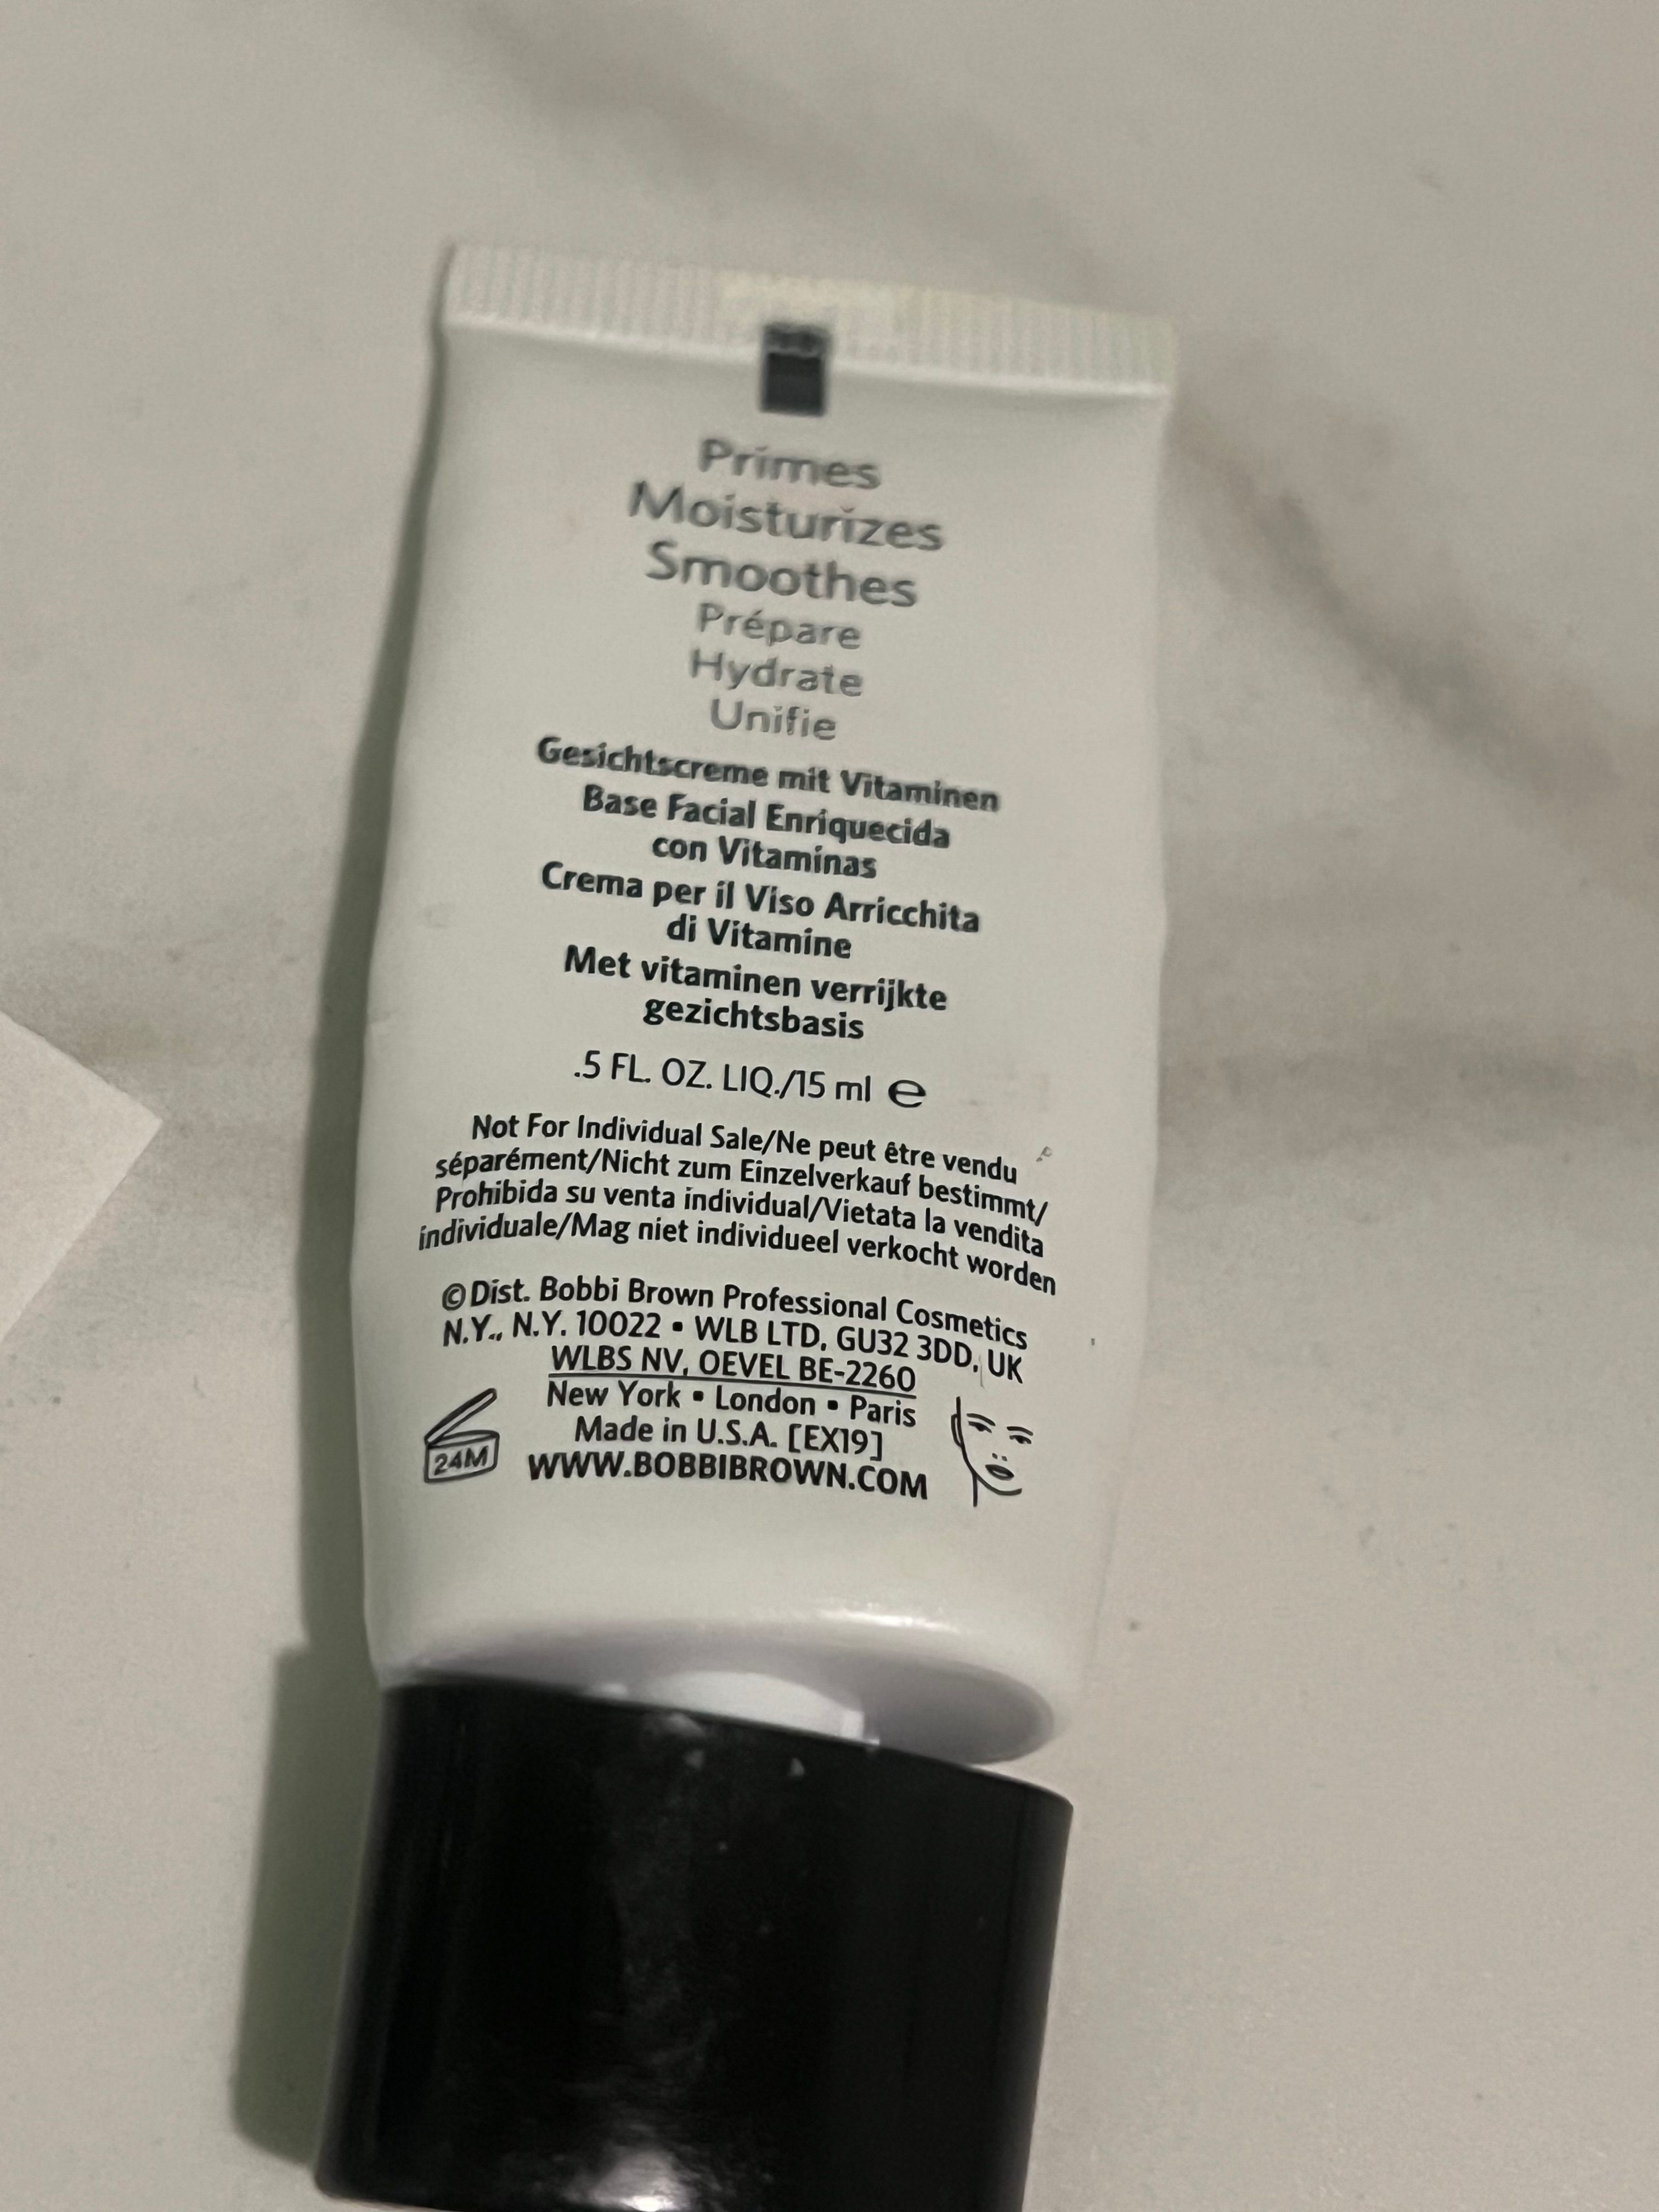 Primes
Moisturizes
Smoothes
Prépare
Hydrate
Unifie
Gesichtscreme mit Vitaminen
Base Facial Enriquecida
con Vitaminas
Crema per il Viso Arricchita
di Vitamine
Met vitaminen verrijkte
gezichtsbasis
.5 FL. OZ. LIQ./15 ml ℮
Not For Individual Sale/Ne peut être vendu
séparément/Nicht zum Einzelverkauf bestimmt/
Prohibida su venta individual/Vietata la vendita
individuale/Mag niet individueel verkocht worden
©Dist. Bobbi Brown Professional Cosmetics
N.Y., N.Y. 10022 • WLB LTD, GU32 3DD, UK
WLBS NV, OEVEL BE-2260
New York • London • Paris
Made in U.S.A. [EX19]
24M
WWW.BOBBIBROWN.COM